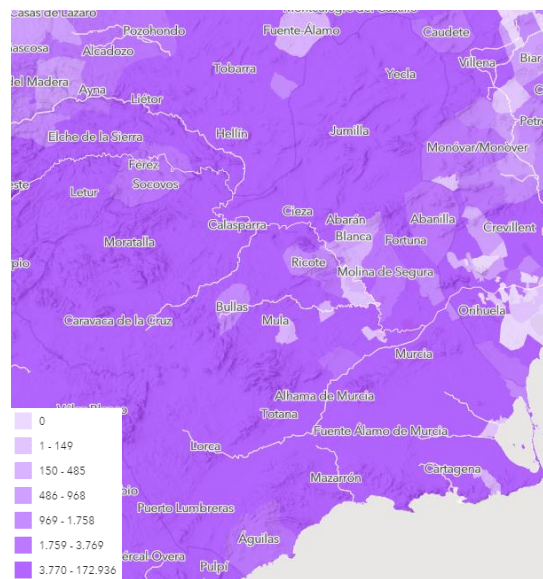 Casas de Lázaro
Pozohondo
Fuente-Álamo
Caudete
Alcadozo
Villena
Biar
Tobarra
Yecla
Ayna
Liétor
Petre
Elche de la Sierra
Hellín
Jumilla
Monóvar/Monòver
Férez
Letur
Socovos
Calasparra
Cieza
Abarán
Abanilla
Crevillent
Moratalla
Blanca
Fortuna
Ricote
Molina de Segura
Bullas
Orihuela
Caravaca de la Cruz
Mula
Murcia
Alhama de Murcia
Totana
Fuente Álamo de Murcia
Lorca
Cartagena
Mazarrón
Puerto Lumbreras
Águilas
Pulpí
0
1 - 149
150 - 485
486 - 968
969 - 1.758
1.759 - 3.769
3.770 - 172.936